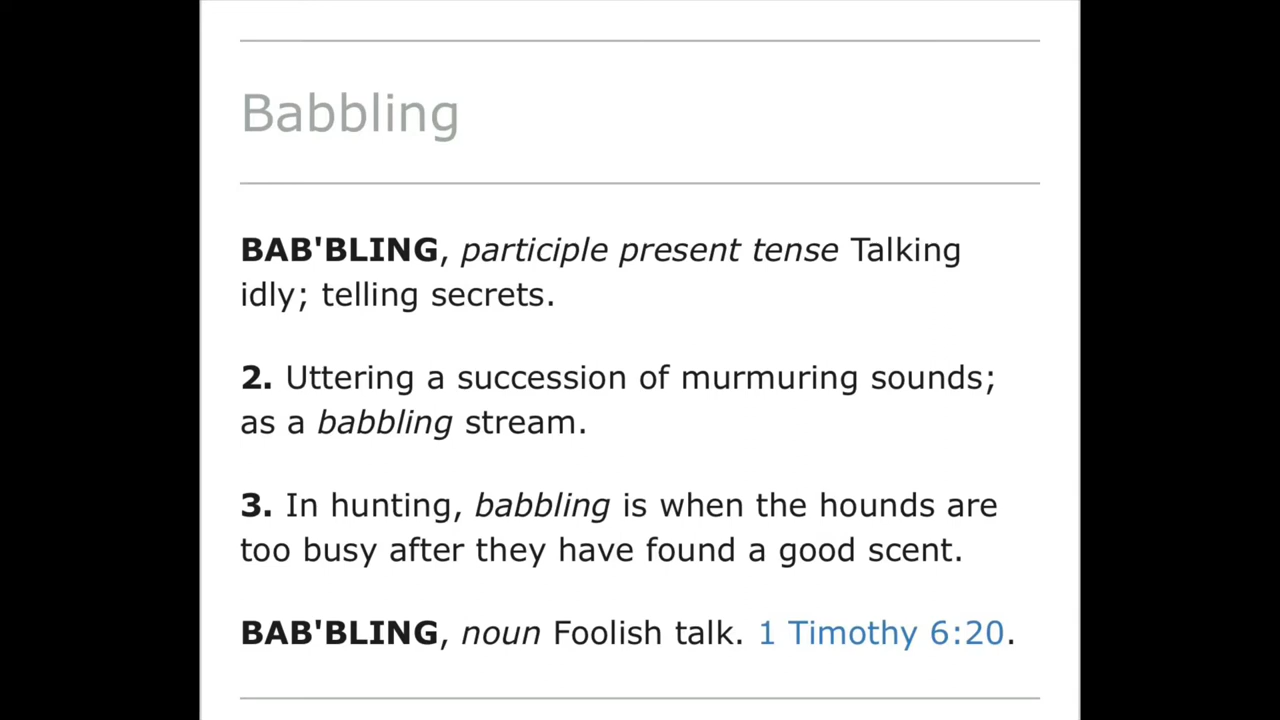 Babbling
BAB'BLING, participle present tense Talking
idly; telling secrets.
2. Uttering a succession of murmuring sounds;
as a babbling stream.
3. In hunting, babbling is when the hounds are
too busy after they have found a good scent.
BAB'BLING, noun Foolish talk. 1 Timothy 6:20.